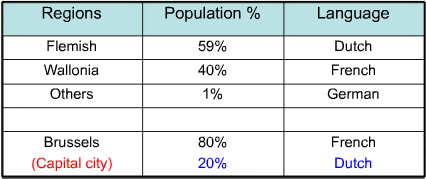 Regions Population % Language
Flemish 59% Dutch
Wallonia 40% French
Others 1% German
Brussels 80% French
(Capital city) 20% Dutch